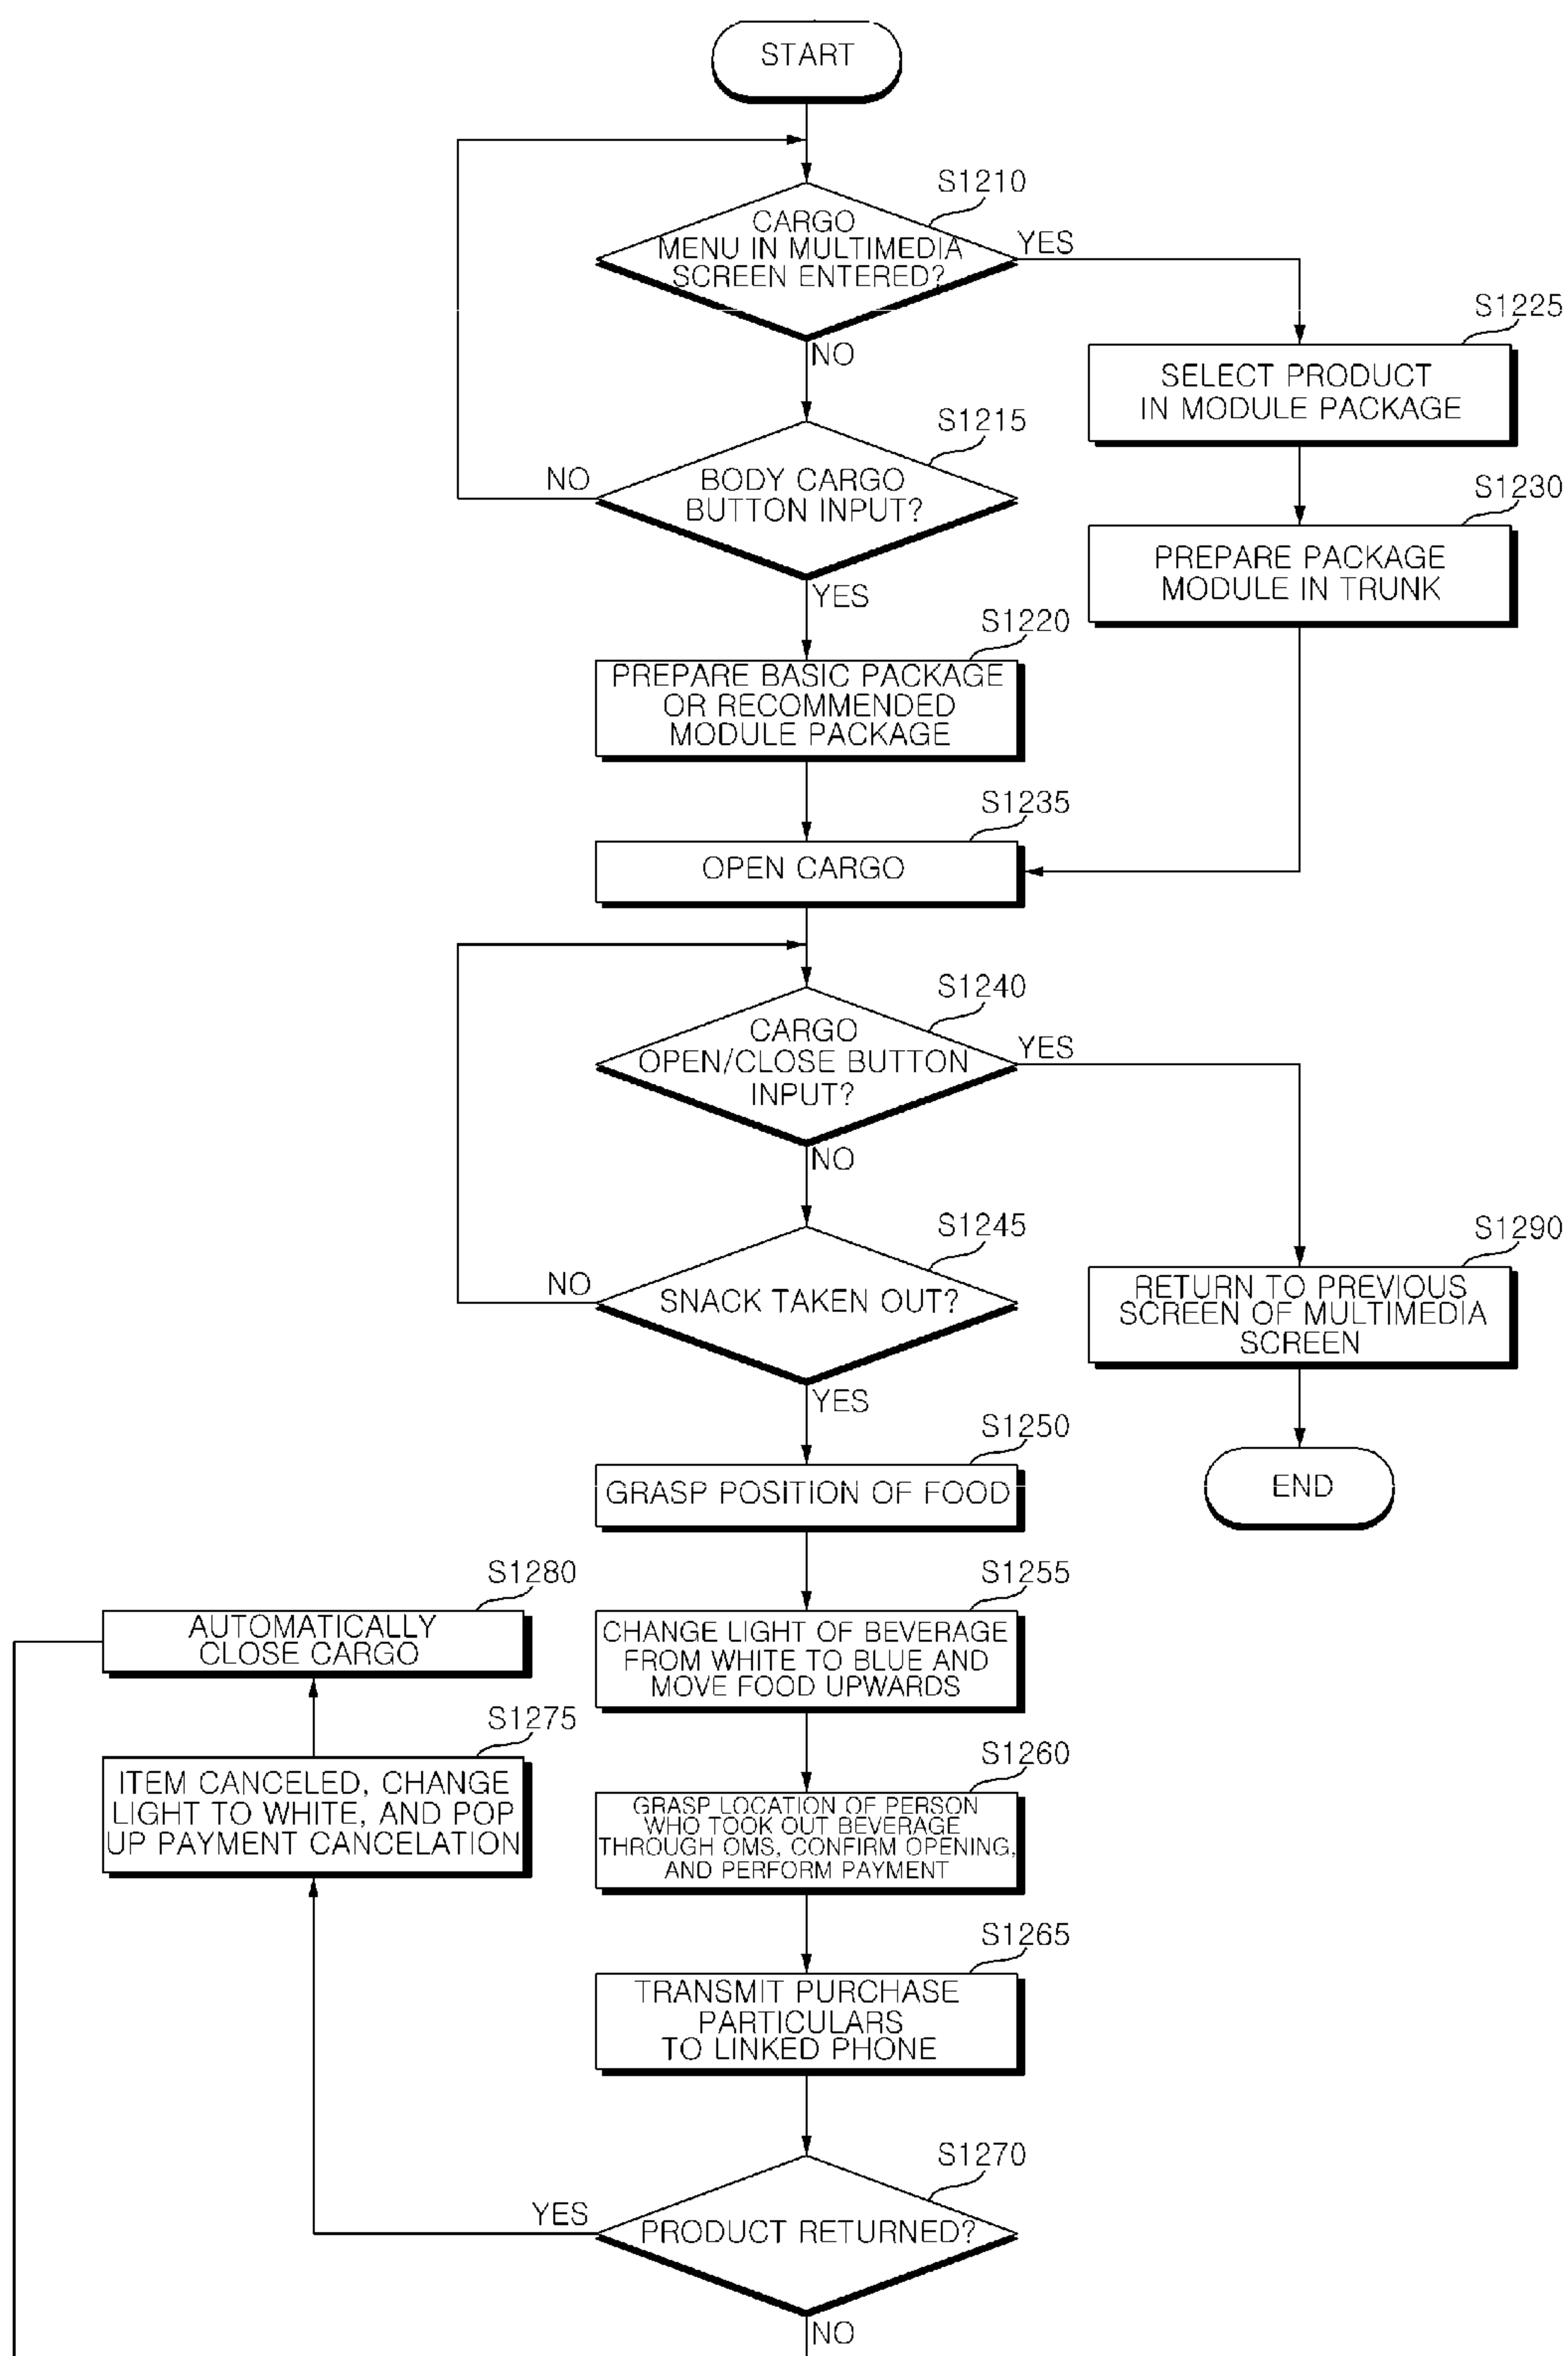 START
S1210
CARGO
MENU IN MULTIMEDIA
SCREEN ENTERED?
YES
NO
S1225
SELECT PRODUCT
IN MODULE PACKAGE
S1215
BODY CARGO
BUTTON INPUT?
NO
YES
S1230
PREPARE PACKAGE
MODULE IN TRUNK
S1220
PREPARE BASIC PACKAGE
OR RECOMMENDED
MODULE PACKAGE
S1235
OPEN CARGO
S1240
CARGO
OPEN/CLOSE BUTTON
INPUT?
YES
NO
S1245
SNACK TAKEN OUT?
NO
YES
S1290
RETURN TO PREVIOUS
SCREEN OF MULTIMEDIA
SCREEN
END
S1250
GRASP POSITION OF FOOD
S1255
CHANGE LIGHT OF BEVERAGE
FROM WHITE TO BLUE AND
MOVE FOOD UPWARDS
S1280
AUTOMATICALLY
CLOSE CARGO
S1275
ITEM CANCELED, CHANGE
LIGHT TO WHITE, AND POP
UP PAYMENT CANCELATION
S1260
GRASP LOCATION OF PERSON
WHO TOOK OUT BEVERAGE
THROUGH OMS, CONFIRM OPENING,
AND PERFORM PAYMENT
S1265
TRANSMIT PURCHASE
PARTICULARS
TO LINKED PHONE
S1270
PRODUCT RETURNED?
YES
NO